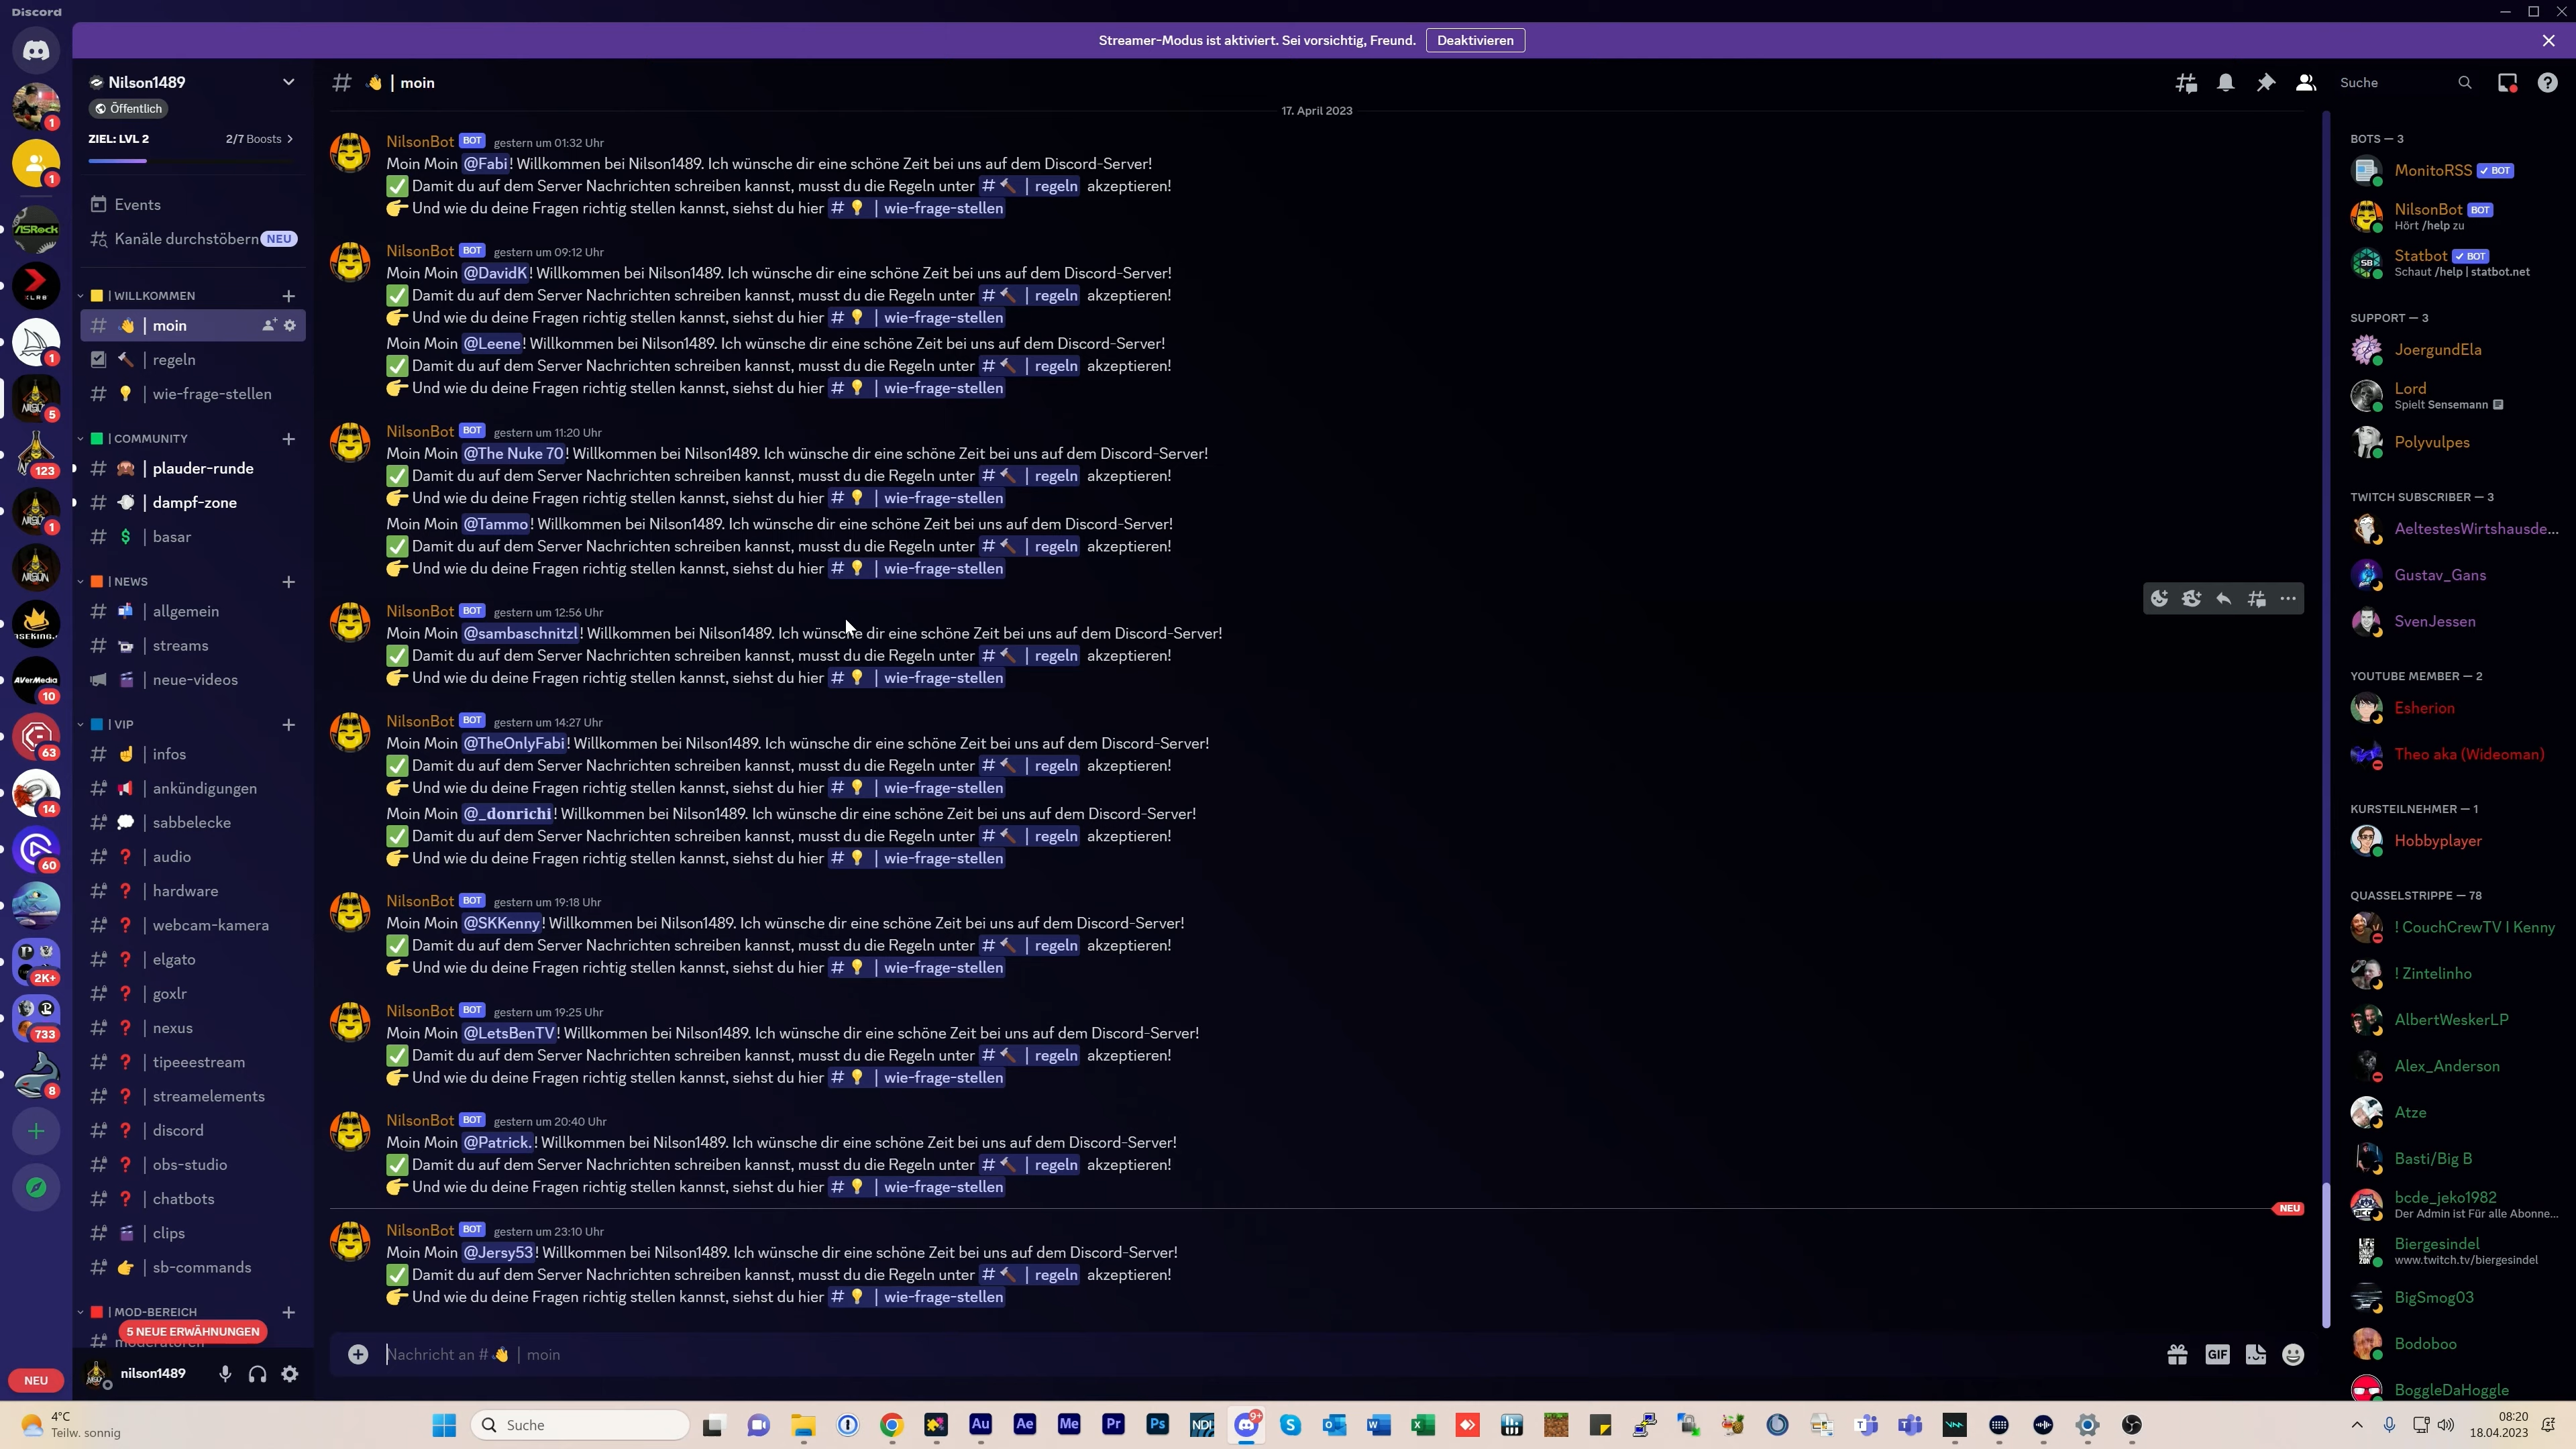 Discord
Streamer-Modus ist aktiviert. Sei vorsichtig, Freund.
Deaktivieren
Nilson1489
Öffentlich
ZIEL: LVL 2
2/7 Boosts
Events
Kanäle durchstöbern
NEU
| WILLKOMMEN
| moin
| regeln
| wie-frage-stellen
| COMMUNITY
| plauder-runde
| dampf-zone
| basar
| NEWS
| allgemein
| streams
| neue-videos
| VIP
| infos
| ankündigungen
| sabbelecke
| audio
| hardware
| webcam-kamera
| elgato
| goxlr
| nexus
| tipeeestream
| streamelements
| discord
| obs-studio
| chatbots
| clips
| sb-commands
| MOD-BEREICH
5 NEUE ERWÄHNUNGEN
nilson1489
NEU
1
1
ASRock
1
5
123
1
AVerMedia
10
63
14
60
2K+
733
8
# | moin
Suche
17. April 2023
NilsonBot BOT gestern um 01:32 Uhr
Moin Moin @Fabi! Willkommen bei Nilson1489. Ich wünsche dir eine schöne Zeit bei uns auf dem Discord-Server!
Damit du auf dem Server Nachrichten schreiben kannst, musst du die Regeln unter # | regeln akzeptieren!
Und wie du deine Fragen richtig stellen kannst, siehst du hier # | wie-frage-stellen
NilsonBot BOT gestern um 09:12 Uhr
Moin Moin @DavidK! Willkommen bei Nilson1489. Ich wünsche dir eine schöne Zeit bei uns auf dem Discord-Server!
Damit du auf dem Server Nachrichten schreiben kannst, musst du die Regeln unter # | regeln akzeptieren!
Und wie du deine Fragen richtig stellen kannst, siehst du hier # | wie-frage-stellen
Moin Moin @Leene! Willkommen bei Nilson1489. Ich wünsche dir eine schöne Zeit bei uns auf dem Discord-Server!
Damit du auf dem Server Nachrichten schreiben kannst, musst du die Regeln unter # | regeln akzeptieren!
Und wie du deine Fragen richtig stellen kannst, siehst du hier # | wie-frage-stellen
NilsonBot BOT gestern um 11:20 Uhr
Moin Moin @The Nuke 70! Willkommen bei Nilson1489. Ich wünsche dir eine schöne Zeit bei uns auf dem Discord-Server!
Damit du auf dem Server Nachrichten schreiben kannst, musst du die Regeln unter # | regeln akzeptieren!
Und wie du deine Fragen richtig stellen kannst, siehst du hier # | wie-frage-stellen
Moin Moin @Tammo! Willkommen bei Nilson1489. Ich wünsche dir eine schöne Zeit bei uns auf dem Discord-Server!
Damit du auf dem Server Nachrichten schreiben kannst, musst du die Regeln unter # | regeln akzeptieren!
Und wie du deine Fragen richtig stellen kannst, siehst du hier # | wie-frage-stellen
NilsonBot BOT gestern um 12:56 Uhr
Moin Moin @sambaschnitzl! Willkommen bei Nilson1489. Ich wünsche dir eine schöne Zeit bei uns auf dem Discord-Server!
Damit du auf dem Server Nachrichten schreiben kannst, musst du die Regeln unter # | regeln akzeptieren!
Und wie du deine Fragen richtig stellen kannst, siehst du hier # | wie-frage-stellen
NilsonBot BOT gestern um 14:27 Uhr
Moin Moin @TheOnlyFabi! Willkommen bei Nilson1489. Ich wünsche dir eine schöne Zeit bei uns auf dem Discord-Server!
Damit du auf dem Server Nachrichten schreiben kannst, musst du die Regeln unter # | regeln akzeptieren!
Und wie du deine Fragen richtig stellen kannst, siehst du hier # | wie-frage-stellen
Moin Moin @_donrichi! Willkommen bei Nilson1489. Ich wünsche dir eine schöne Zeit bei uns auf dem Discord-Server!
Damit du auf dem Server Nachrichten schreiben kannst, musst du die Regeln unter # | regeln akzeptieren!
Und wie du deine Fragen richtig stellen kannst, siehst du hier # | wie-frage-stellen
NilsonBot BOT gestern um 19:18 Uhr
Moin Moin @SKKenny! Willkommen bei Nilson1489. Ich wünsche dir eine schöne Zeit bei uns auf dem Discord-Server!
Damit du auf dem Server Nachrichten schreiben kannst, musst du die Regeln unter # | regeln akzeptieren!
Und wie du deine Fragen richtig stellen kannst, siehst du hier # | wie-frage-stellen
NilsonBot BOT gestern um 19:25 Uhr
Moin Moin @LetsBenTV! Willkommen bei Nilson1489. Ich wünsche dir eine schöne Zeit bei uns auf dem Discord-Server!
Damit du auf dem Server Nachrichten schreiben kannst, musst du die Regeln unter # | regeln akzeptieren!
Und wie du deine Fragen richtig stellen kannst, siehst du hier # | wie-frage-stellen
NilsonBot BOT gestern um 20:40 Uhr
Moin Moin @Patrick.! Willkommen bei Nilson1489. Ich wünsche dir eine schöne Zeit bei uns auf dem Discord-Server!
Damit du auf dem Server Nachrichten schreiben kannst, musst du die Regeln unter # | regeln akzeptieren!
Und wie du deine Fragen richtig stellen kannst, siehst du hier # | wie-frage-stellen
NEU
NilsonBot BOT gestern um 23:10 Uhr
Moin Moin @Jersy53! Willkommen bei Nilson1489. Ich wünsche dir eine schöne Zeit bei uns auf dem Discord-Server!
Damit du auf dem Server Nachrichten schreiben kannst, musst du die Regeln unter # | regeln akzeptieren!
Und wie du deine Fragen richtig stellen kannst, siehst du hier # | wie-frage-stellen
Nachricht an # | moin
GIF
BOTS — 3
MonitoRSS BOT
NilsonBot BOT
Hört /help zu
Statbot BOT
Schaut /help | statbot.net
SUPPORT — 3
JoergundEla
Lord
Spielt Sensemann
Polyvulpes
TWITCH SUBSCRIBER — 3
AeltestesWirtshausde...
Gustav_Gans
SvenJessen
YOUTUBE MEMBER — 2
Esherion
Theo aka (Wideoman)
KURSTEILNEHMER — 1
Hobbyplayer
QUASSELSTRIPPE — 78
! CouchCrewTV I Kenny
! Zintelinho
AlbertWeskerLP
Alex_Anderson
Atze
Basti/Big B
bcde_jeko1982
Der Admin ist Für alle Abonne...
Biergesindel
www.twitch.tv/biergesindel
BigSmog03
Bodoboo
BoggleDaHoggle
4°C
Teilw. sonnig
Suche
Au
Ae
Me
Pr
Ps
NDI
9+
08:20
18.04.2023